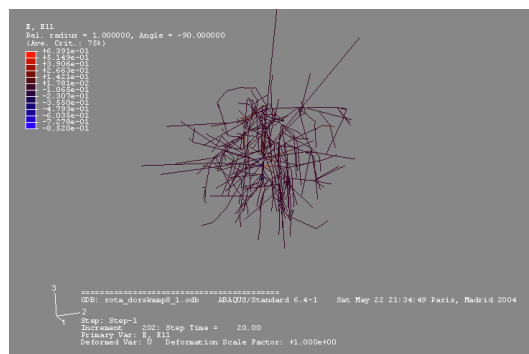 E, E11
Rel. radius = 1.000000, Angle = -90.000000
(Ave. Crit.: 75%)
+6.391e-01
+5.149e-01
+3.906e-01
+2.663e-01
+1.421e-01
+1.781e-02
-1.065e-01
-2.307e-01
-3.550e-01
-4.793e-01
-6.035e-01
-7.278e-01
-8.520e-01
3
2
1
ODB: rota_dorskamp8_1.odb ABAQUS/Standard 6.4-1 Sat May 22 21:34:49 Paris, Madrid 2004
Step: Step-1
Increment 202: Step Time = 20.00
Primary Var: E, E11
Deformed Var: U Deformation Scale Factor: +1.000e+00